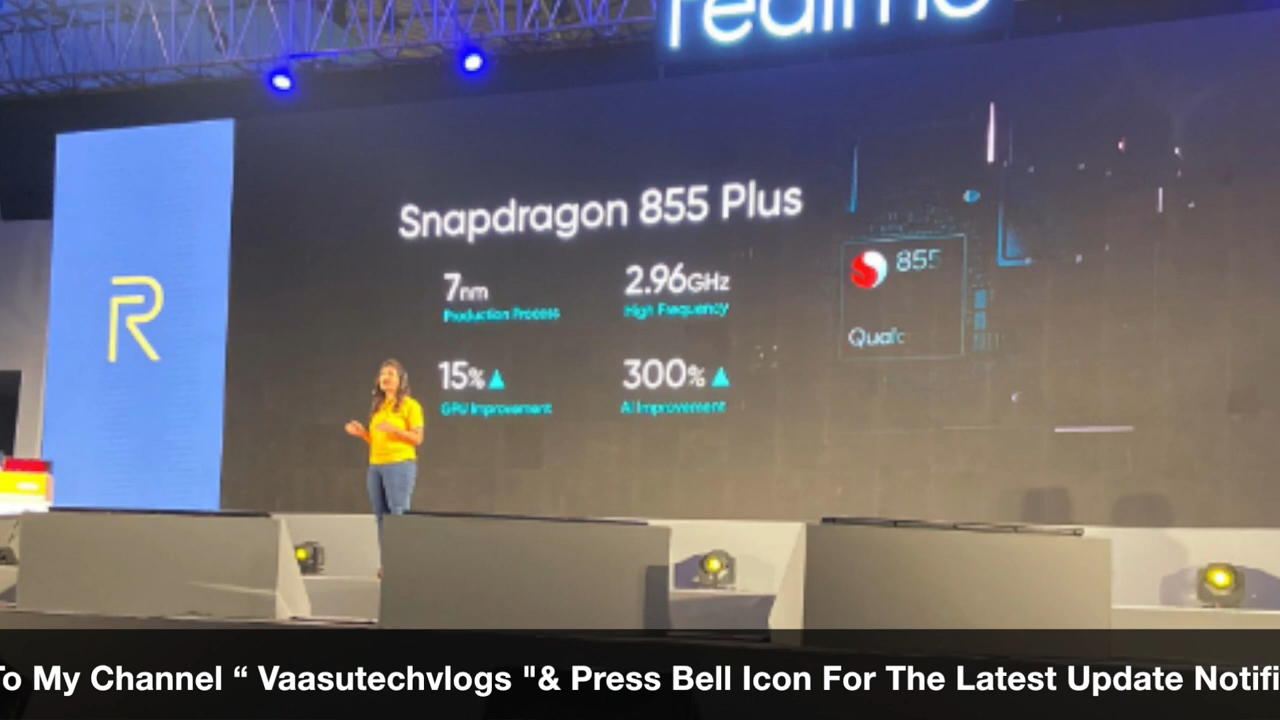 realme
R
Snapdragon 855 Plus
7nm
Production Process
2.96GHz
High Frequency
15%▲
GPU Improvement
300%▲
AI Improvement
855
Qualc
To My Channel “ Vaasutechvlogs "& Press Bell Icon For The Latest Update Notifi